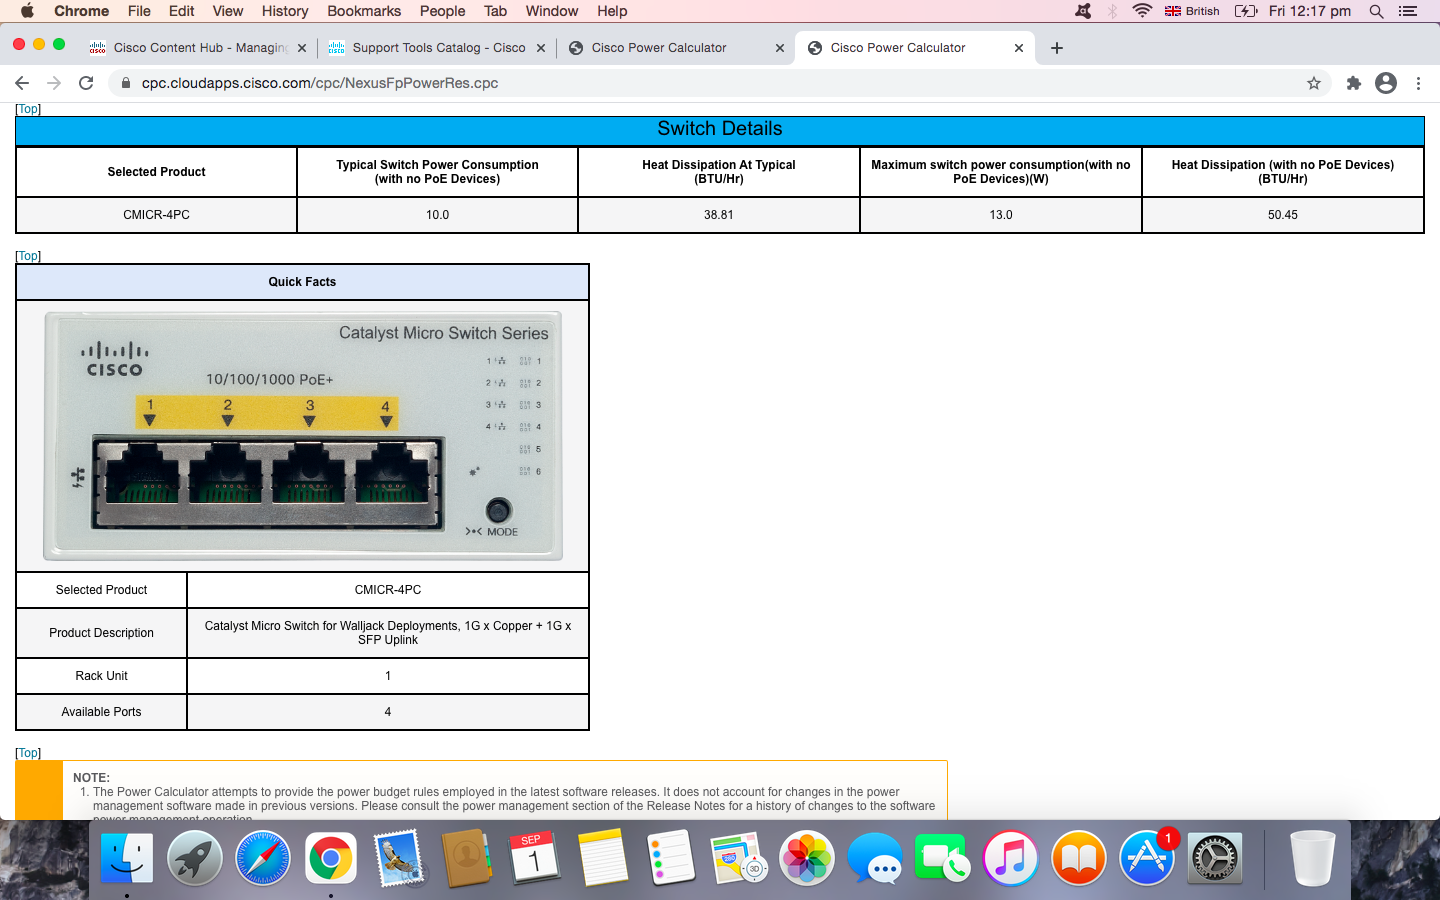 Chrome File Edit View History Bookmarks People Tab Window Help British Fri 12:17 pm
Cisco Content Hub - Managing Support Tools Catalog - Cisco Cisco Power Calculator Cisco Power Calculator
cpc.cloudapps.cisco.com/cpc/NexusFpPowerRes.cpc
[Top]
Switch Details
Selected Product Typical Switch Power Consumption (with no PoE Devices) Heat Dissipation At Typical (BTU/Hr) Maximum switch power consumption(with no PoE Devices)(W) Heat Dissipation (with no PoE Devices) (BTU/Hr)
CMICR-4PC 10.0 38.81 13.0 50.45
[Top]
Quick Facts
Catalyst Micro Switch Series
CISCO
10/100/1000 PoE+
1 2 3 4
1 1
2 2
3 3
4 4
5
6
MODE
Selected Product CMICR-4PC
Product Description Catalyst Micro Switch for Walljack Deployments, 1G x Copper + 1G x
SFP Uplink
Rack Unit 1
Available Ports 4
[Top]
NOTE:
1. The Power Calculator attempts to provide the power budget rules employed in the latest software releases. It does not account for changes in the power
management software made in previous versions. Please consult the power management section of the Release Notes for a history of changes to the software
power management operation
SEP
1
280
3D
1